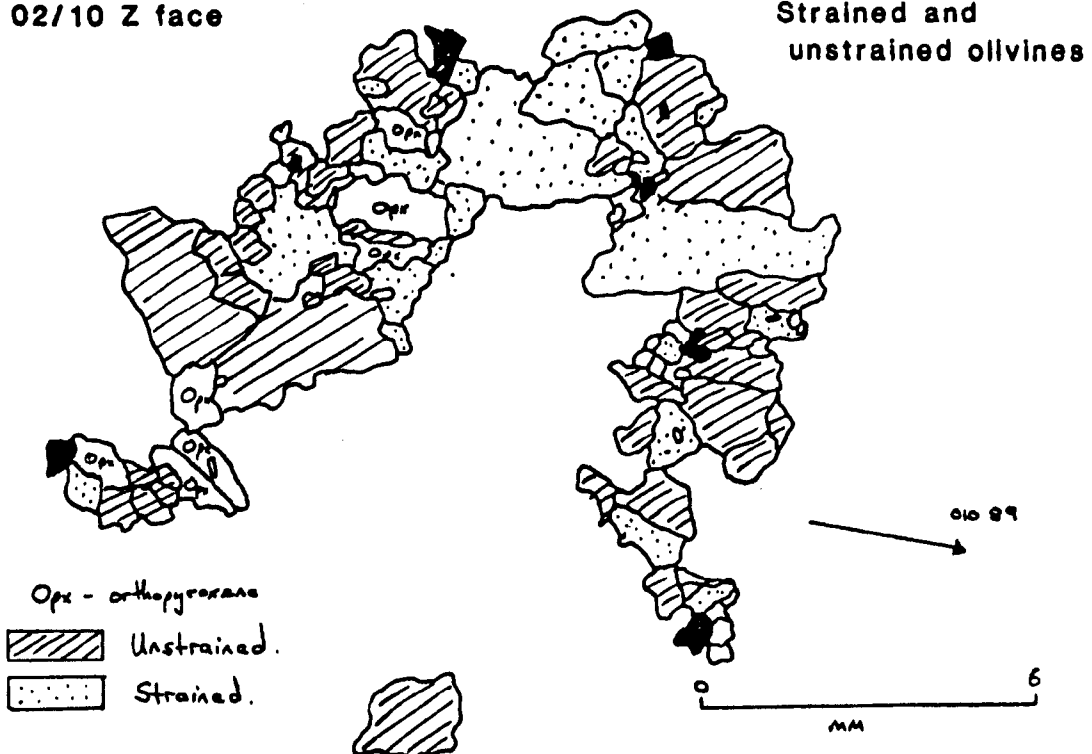 02/10 Z face
Strained and
unstrained olivines
Opx
Opx
Opx
Opx
Opx
Opx
Opx
010 89
Opx - orthopyroxene
Unstrained.
Strained.
0 6
MM